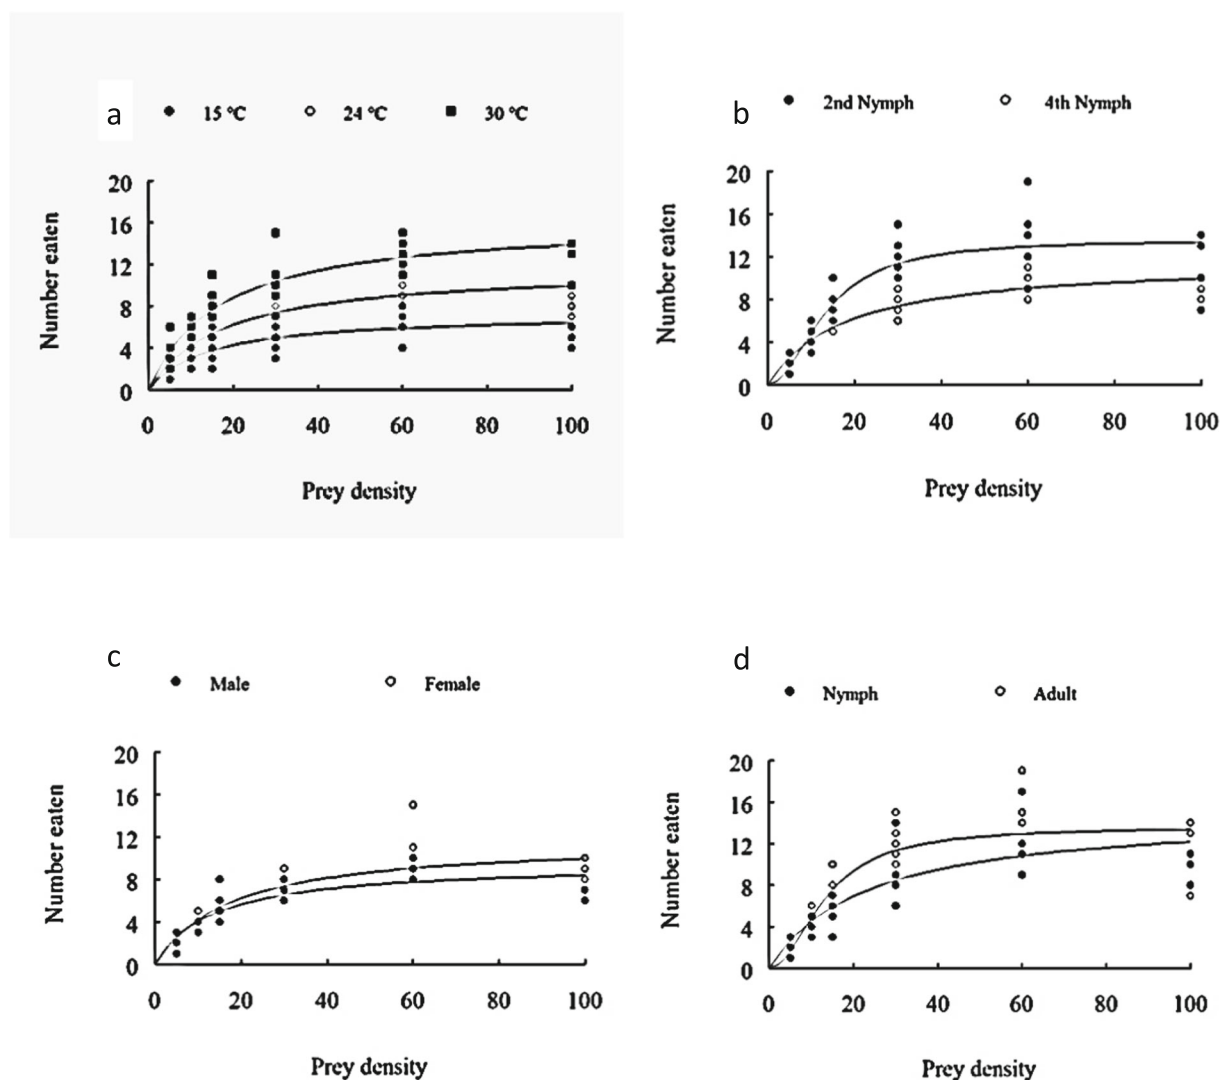 a
15 °C 24 °C 30 °C
20
16
12
8
4
0
Number eaten
0 20 40 60 80 100
Prey density
b
2nd Nymph 4th Nymph
20
16
12
8
4
0
Number eaten
0 20 40 60 80 100
Prey density
c
Male Female
20
16
12
8
4
0
Number eaten
0 20 40 60 80 100
Prey density
d
Nymph Adult
20
16
12
8
4
0
Number eaten
0 20 40 60 80 100
Prey density